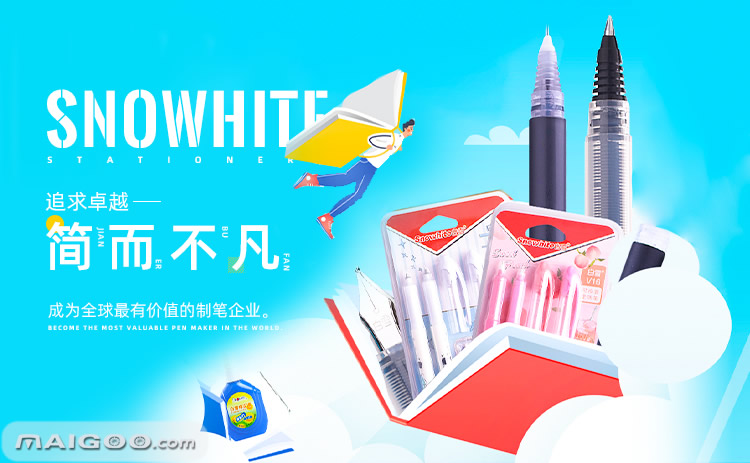 SNOWHITE
STATIONE
追求卓越——
简而不凡
JIAN
ER
BU
FAN
成为全球最有价值的制笔企业。
BECOME THE MOST VALUABLE PEN MAKER IN THE WORLD
Snowhite
Snowhite
白雪
V16
MAIGOO.com